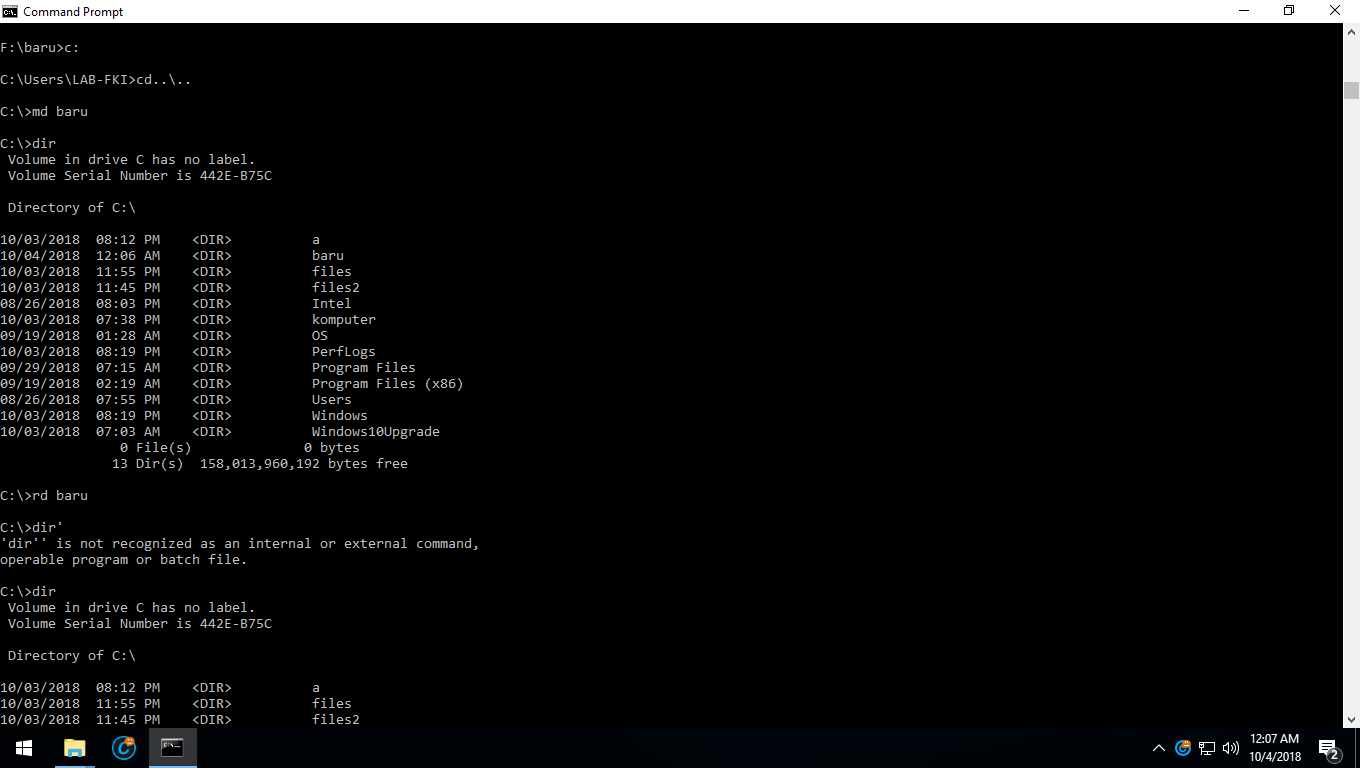 Command Prompt
F:\baru>c:
C:\Users\LAB-FKI>cd..\..
C:\>md baru
C:\>dir
 Volume in drive C has no label.
 Volume Serial Number is 442E-B75C
 Directory of C:\
10/03/2018  08:12 PM    <DIR>          a
10/04/2018  12:06 AM    <DIR>          baru
10/03/2018  11:55 PM    <DIR>          files
10/03/2018  11:45 PM    <DIR>          files2
08/26/2018  08:03 PM    <DIR>          Intel
10/03/2018  07:38 PM    <DIR>          komputer
09/19/2018  01:28 AM    <DIR>          OS
10/03/2018  08:19 PM    <DIR>          PerfLogs
09/29/2018  07:15 AM    <DIR>          Program Files
09/19/2018  02:19 AM    <DIR>          Program Files (x86)
08/26/2018  07:55 PM    <DIR>          Users
10/03/2018  08:19 PM    <DIR>          Windows
10/03/2018  07:03 AM    <DIR>          Windows10Upgrade
               0 File(s)              0 bytes
              13 Dir(s)  158,013,960,192 bytes free
C:\>rd baru
C:\>dir'
'dir'' is not recognized as an internal or external command,
operable program or batch file.
C:\>dir
 Volume in drive C has no label.
 Volume Serial Number is 442E-B75C
 Directory of C:\
10/03/2018  08:12 PM    <DIR>          a
10/03/2018  11:55 PM    <DIR>          files
10/03/2018  11:45 PM    <DIR>          files2
12:07 AM
10/4/2018
2